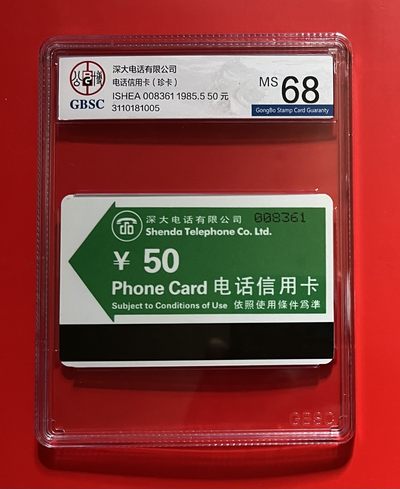 深大电话有限公司
电话信用卡（珍卡）
ISHEA 008361 1985.5 50 元
3110181005
GBSC
MS 68
GongBo Stamp Card Guaranty
深大电话有限公司 008361
Shenda Telephone Co. Ltd.
¥ 50
Phone Card 电话信用卡
Subject to Conditions of Use 依照使用條件爲準
GBSC